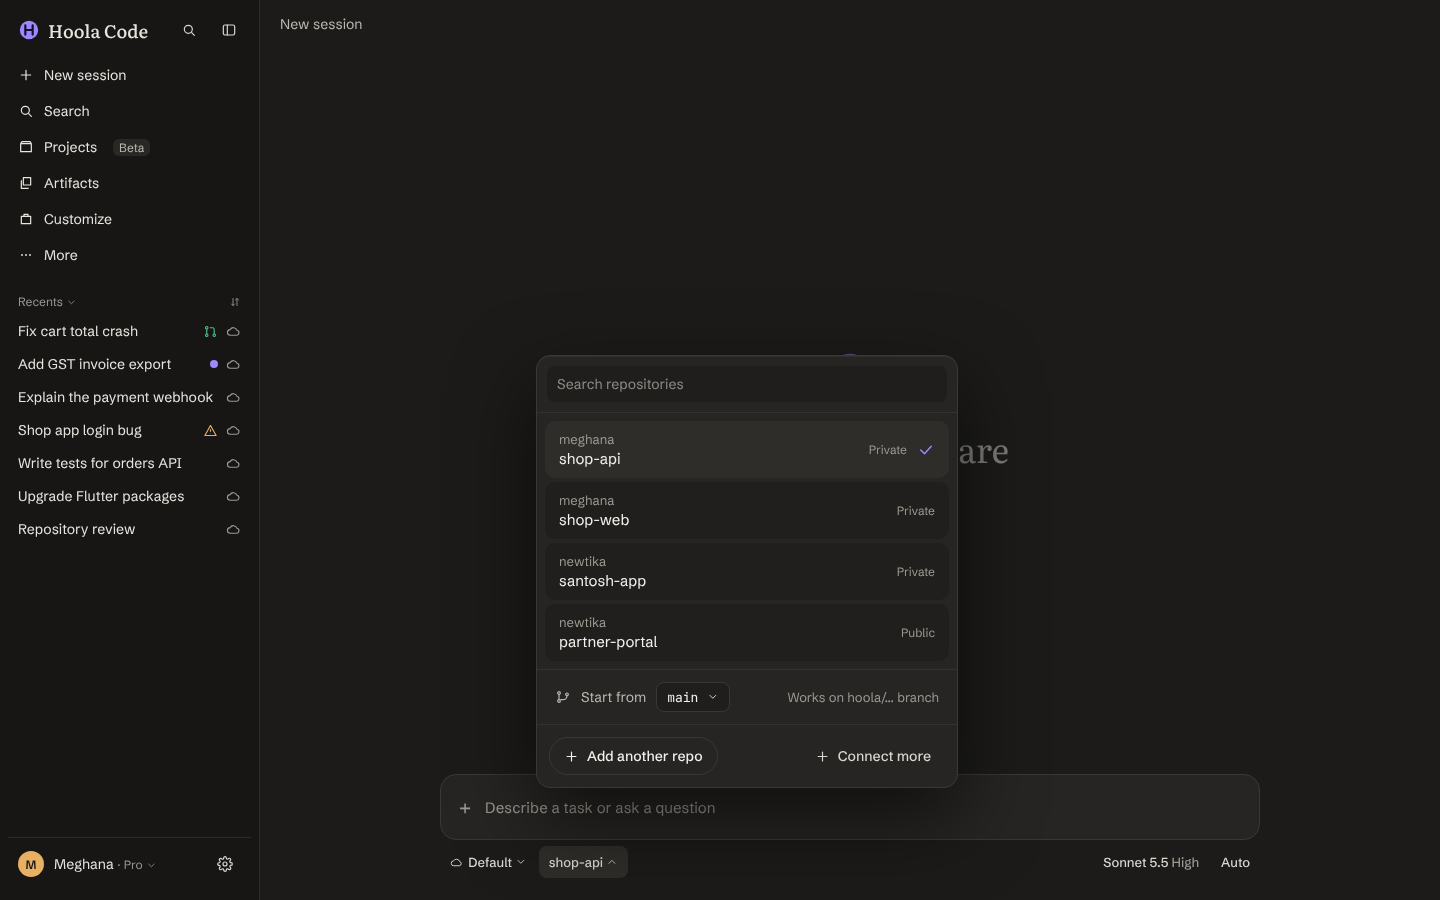 Hoola Code
New session
Search
Projects Beta
Artifacts
Customize
More
Recents
Fix cart total crash
Add GST invoice export
Explain the payment webhook
Shop app login bug
Write tests for orders API
Upgrade Flutter packages
Repository review
M Meghana · Pro
New session
are
Search repositories
meghana
shop-api Private
meghana
shop-web Private
newtika
santosh-app Private
newtika
partner-portal Public
Start from main Works on hoola/... branch
Add another repo Connect more
Describe a task or ask a question
Default shop-api Sonnet 5.5 High Auto